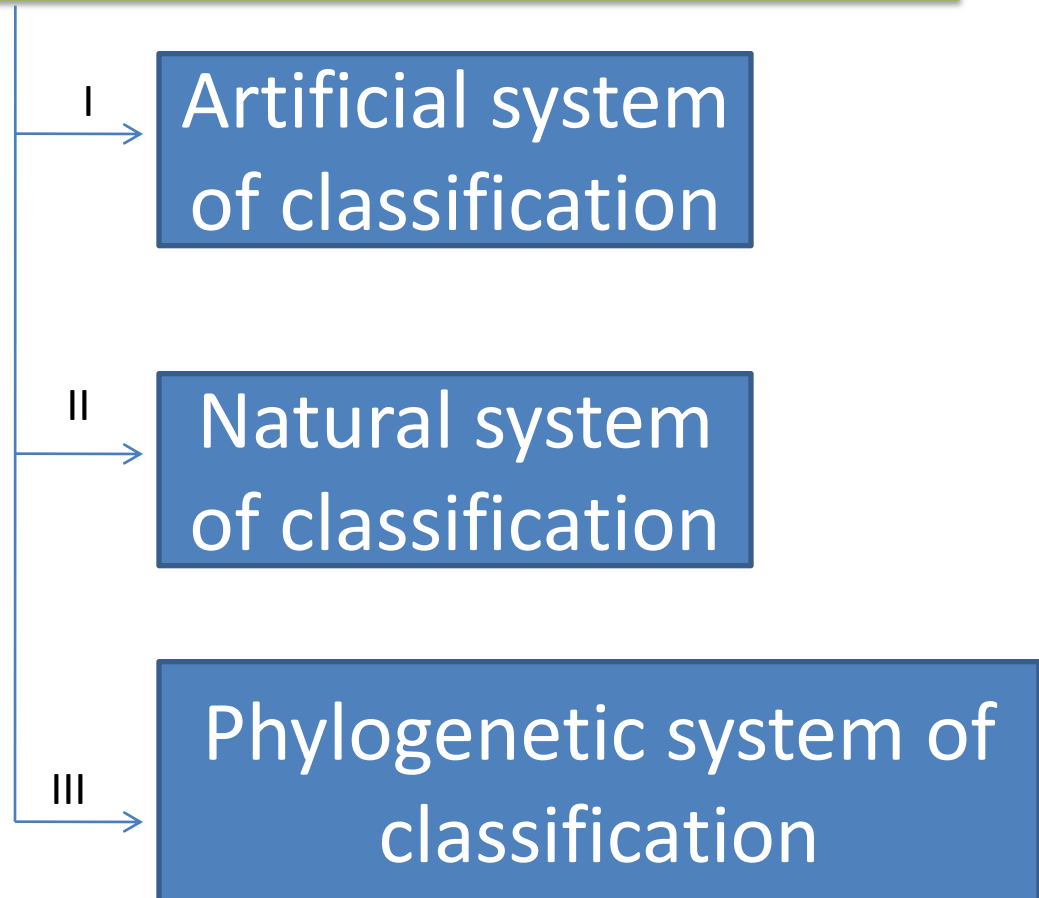 I
Artificial system
of classification
II
Natural system
of classification
III
Phylogenetic system of
classification